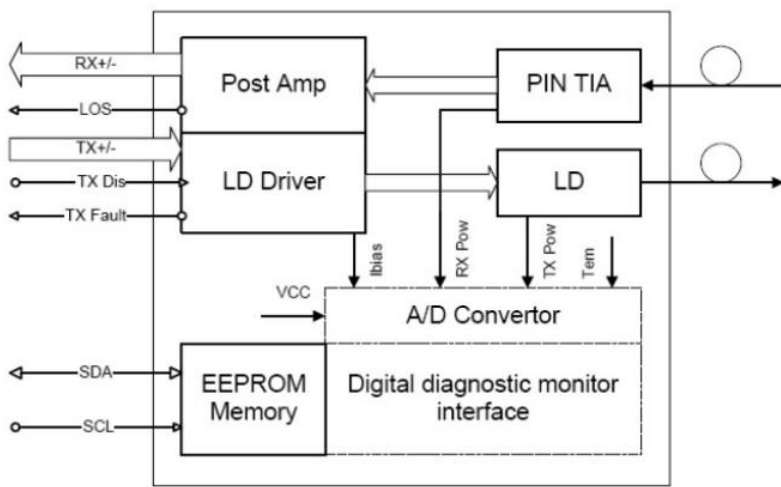 RX+/-
Post Amp
PIN TIA
LOS
TX+/-
TX Dis
LD Driver
LD
TX Fault
Ibias
RX Pow
TX Pow
Tem
VCC
A/D Convertor
SDA
EEPROM
Memory
Digital diagnostic monitor
interface
SCL